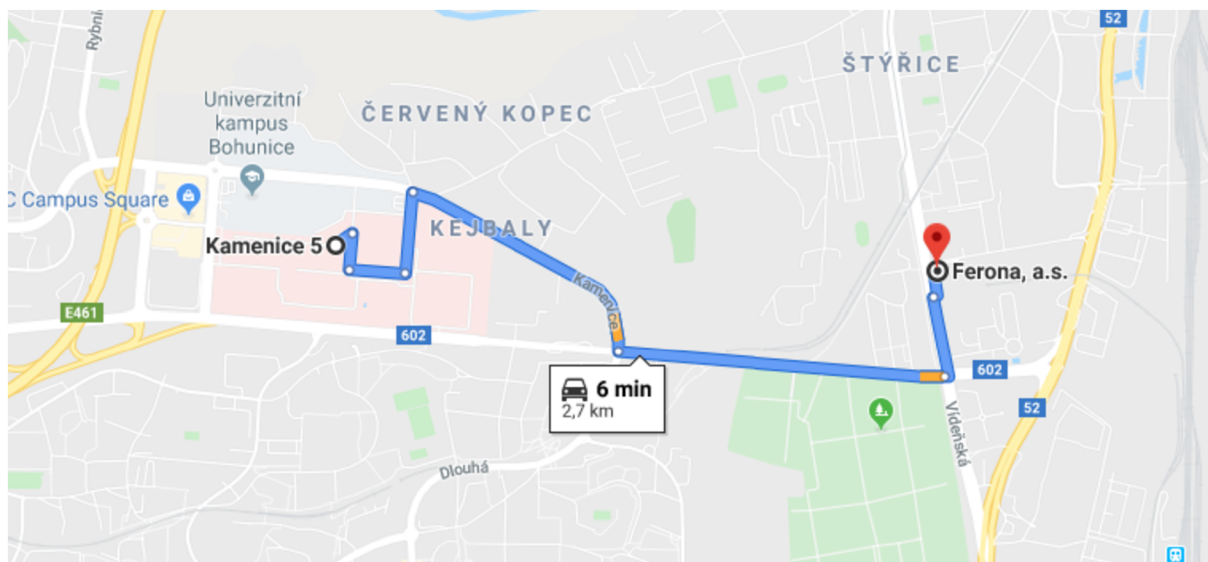 52
Rybní
ŠTÝŘICE
Univerzitní
kampus
Bohunice
ČERVENÝ KOPEC
C Campus Square
KEJBALY
Kamenice 5
Ferona, a.s.
Kamenice
E461
602
6 min
2,7 km
602
52
Vídeňská
Dlouhá